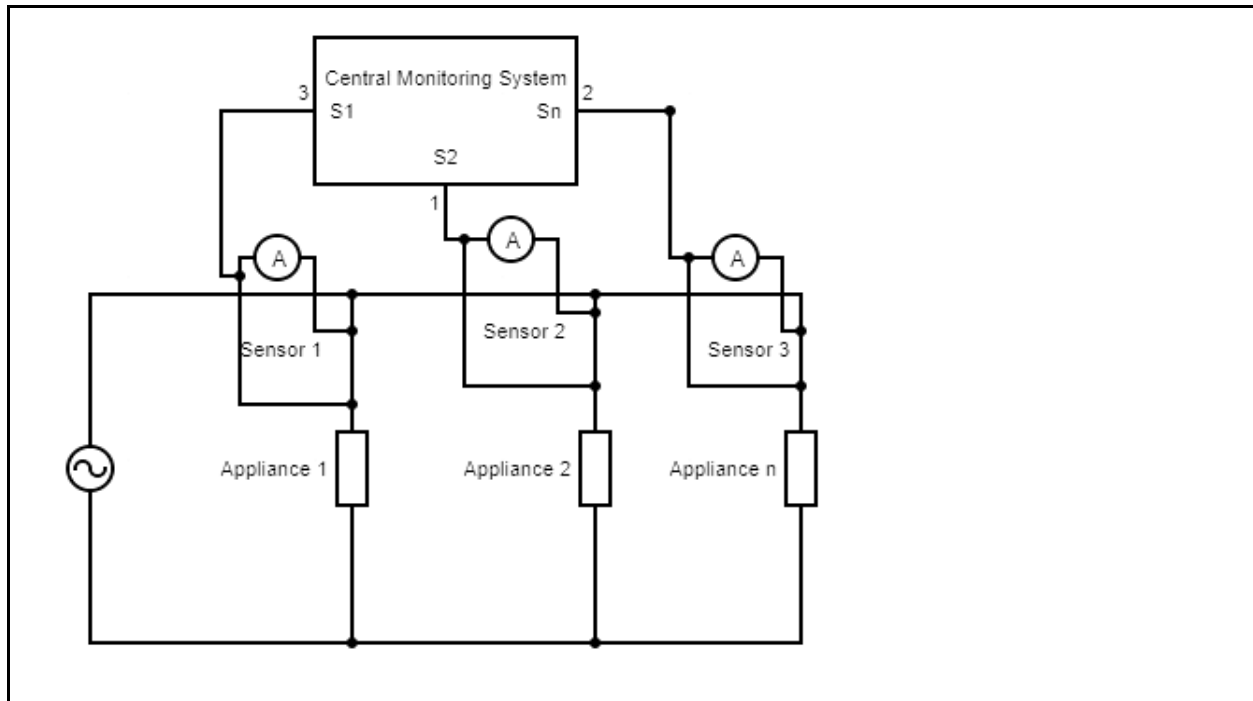 Central Monitoring System
3
2
S1
Sn
S2
1
A
A
A
Sensor 1
Sensor 2
Sensor 3
Appliance 1
Appliance 2
Appliance n